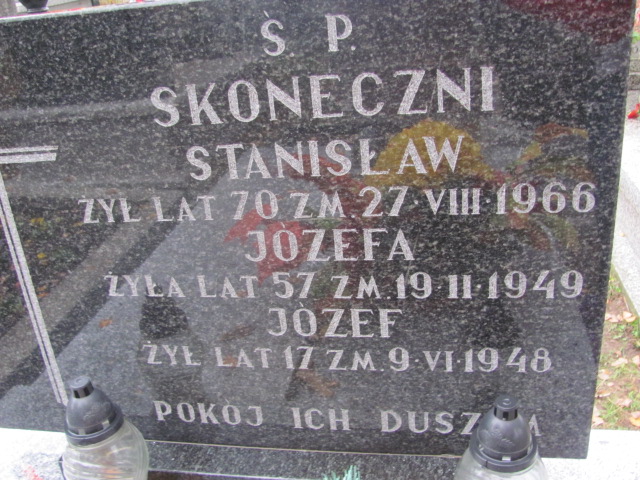 Ś. P.
SKONECZNI
STANISŁAW
ŻYŁ LAT 70 ZM 27·VIII·1966
JÓZEFA
ŻYŁA LAT 57 ZM. 19·II·1949
JÓZEF
ŻYŁ LAT 17 ZM. 9·VI·1948
POKÓJ ICH